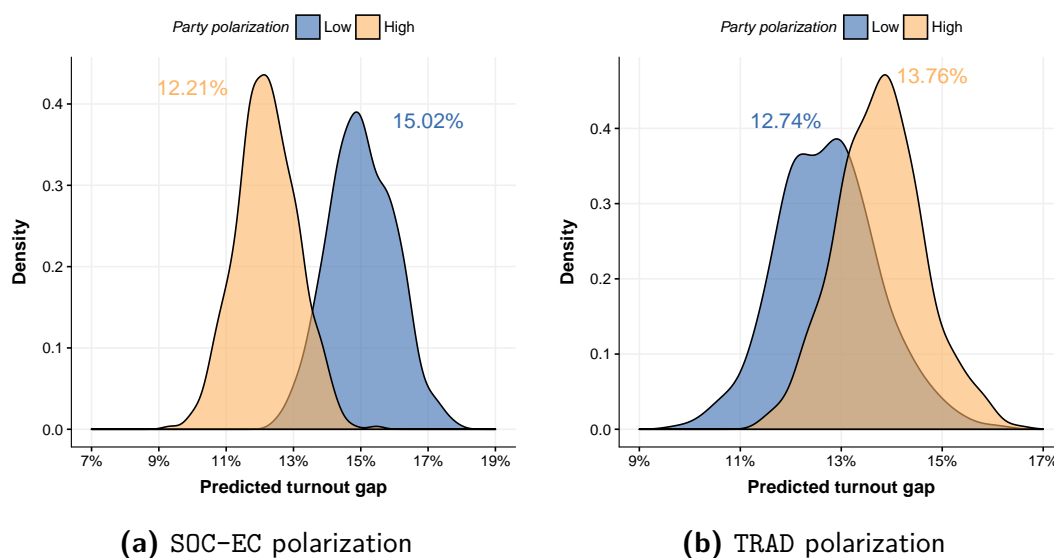 Party polarization Low High
12.21%
15.02%
0.4
0.3
0.2
0.1
0.0
Density
7% 9% 11% 13% 15% 17% 19%
Predicted turnout gap
(a) SOC-EC polarization
Party polarization Low High
13.76%
12.74%
0.4
0.3
0.2
0.1
0.0
Density
9% 11% 13% 15% 17%
Predicted turnout gap
(b) TRAD polarization